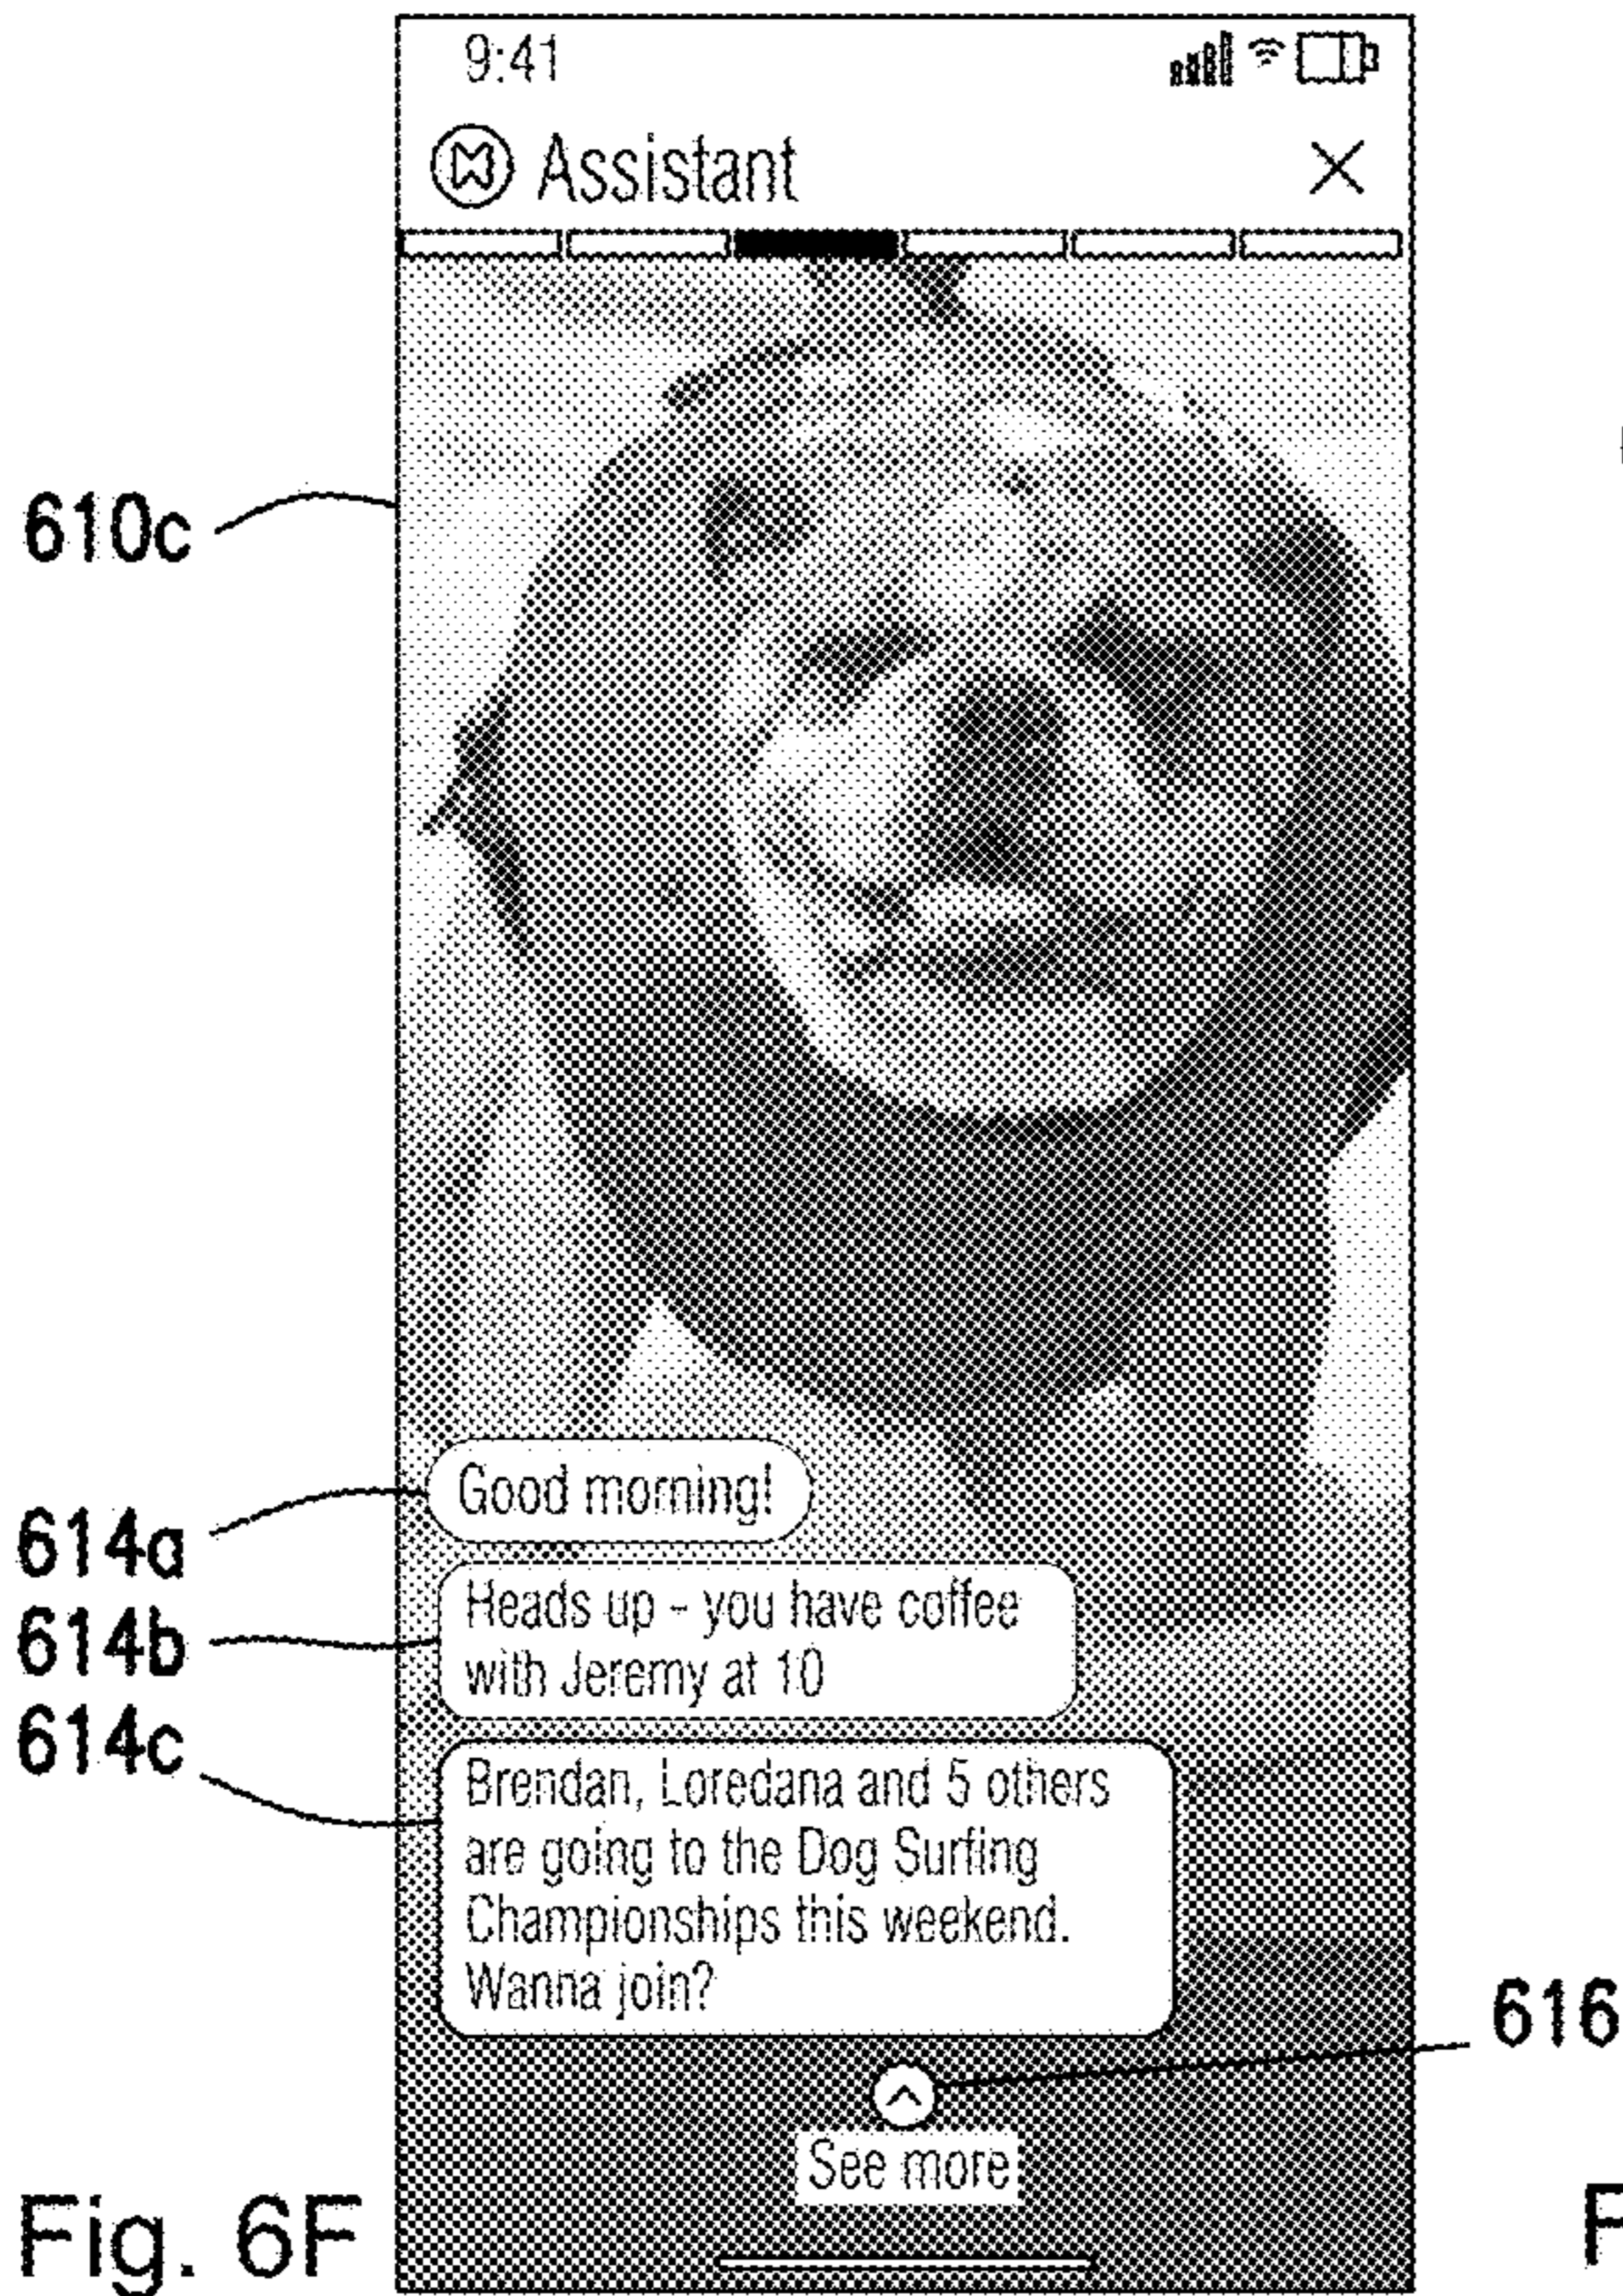 9:41
Assistant
610c
614a
Good morning!
614b
Heads up - you have coffee
with Jeremy at 10
614c
Brendan, Loredana and 5 others
are going to the Dog Surfing
Championships this weekend.
Wanna join?
616
See more
Fig. 6F